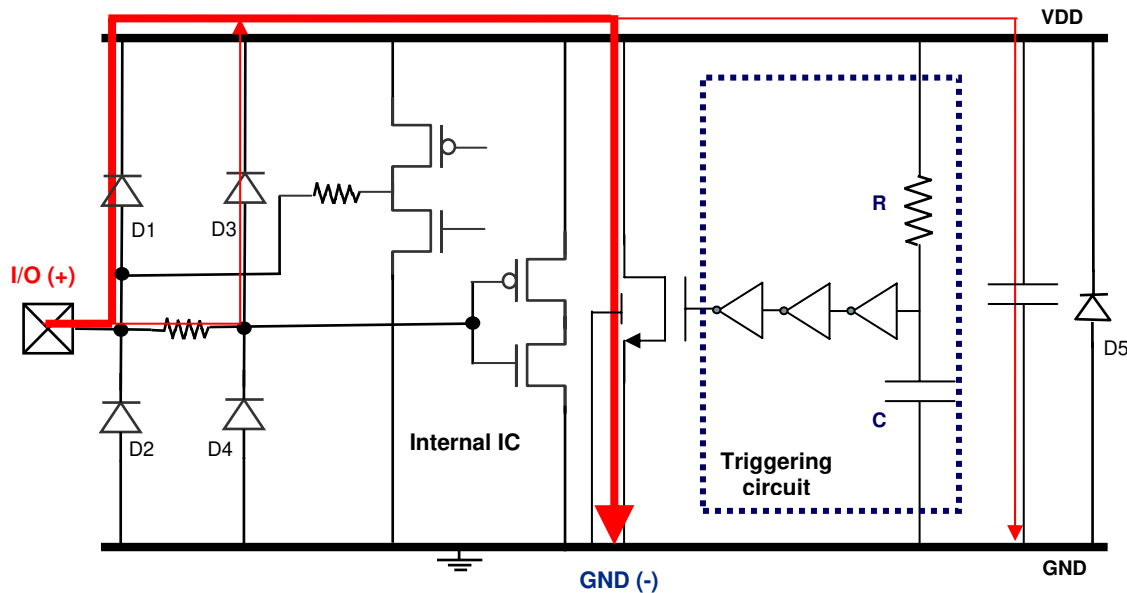 VDD
R
D1
D3
I/O (+)
D5
D2
D4
Internal IC
C
Triggering
circuit
GND
GND (-)